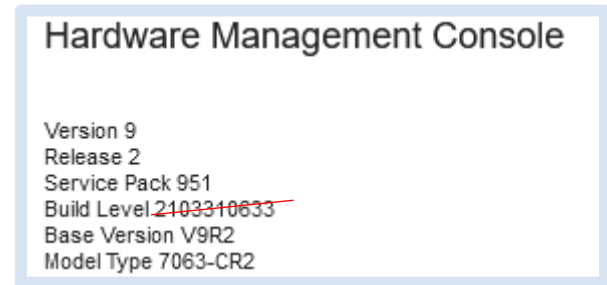 Hardware Management Console
Version 9
Release 2
Service Pack 951
Build Level 2103310633
Base Version V9R2
Model Type 7063-CR2